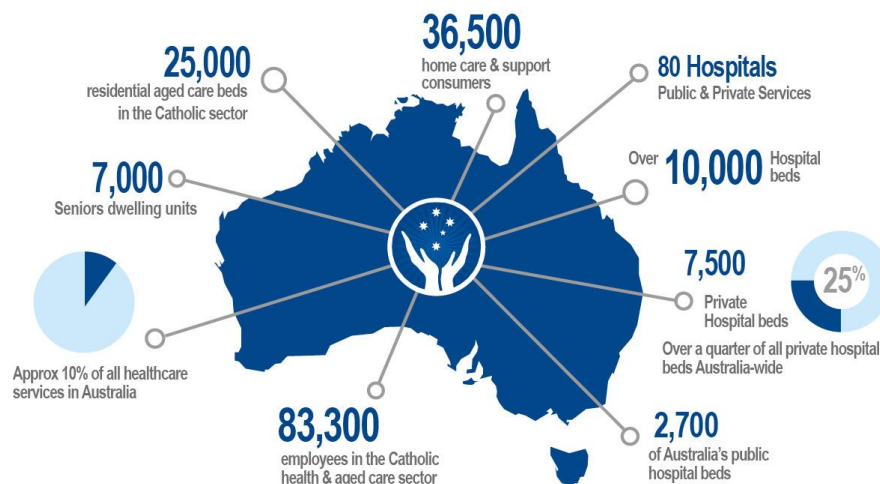 36,500
home care & support
consumers
25,000
residential aged care beds
in the Catholic sector
80 Hospitals
Public & Private Services
Over 10,000 Hospital
beds
7,000
Seniors dwelling units
7,500
Private
Hospital beds
25%
Over a quarter of all private hospital
beds Australia-wide
Approx 10% of all healthcare
services in Australia
83,300
employees in the Catholic
health & aged care sector
2,700
of Australia's public
hospital beds